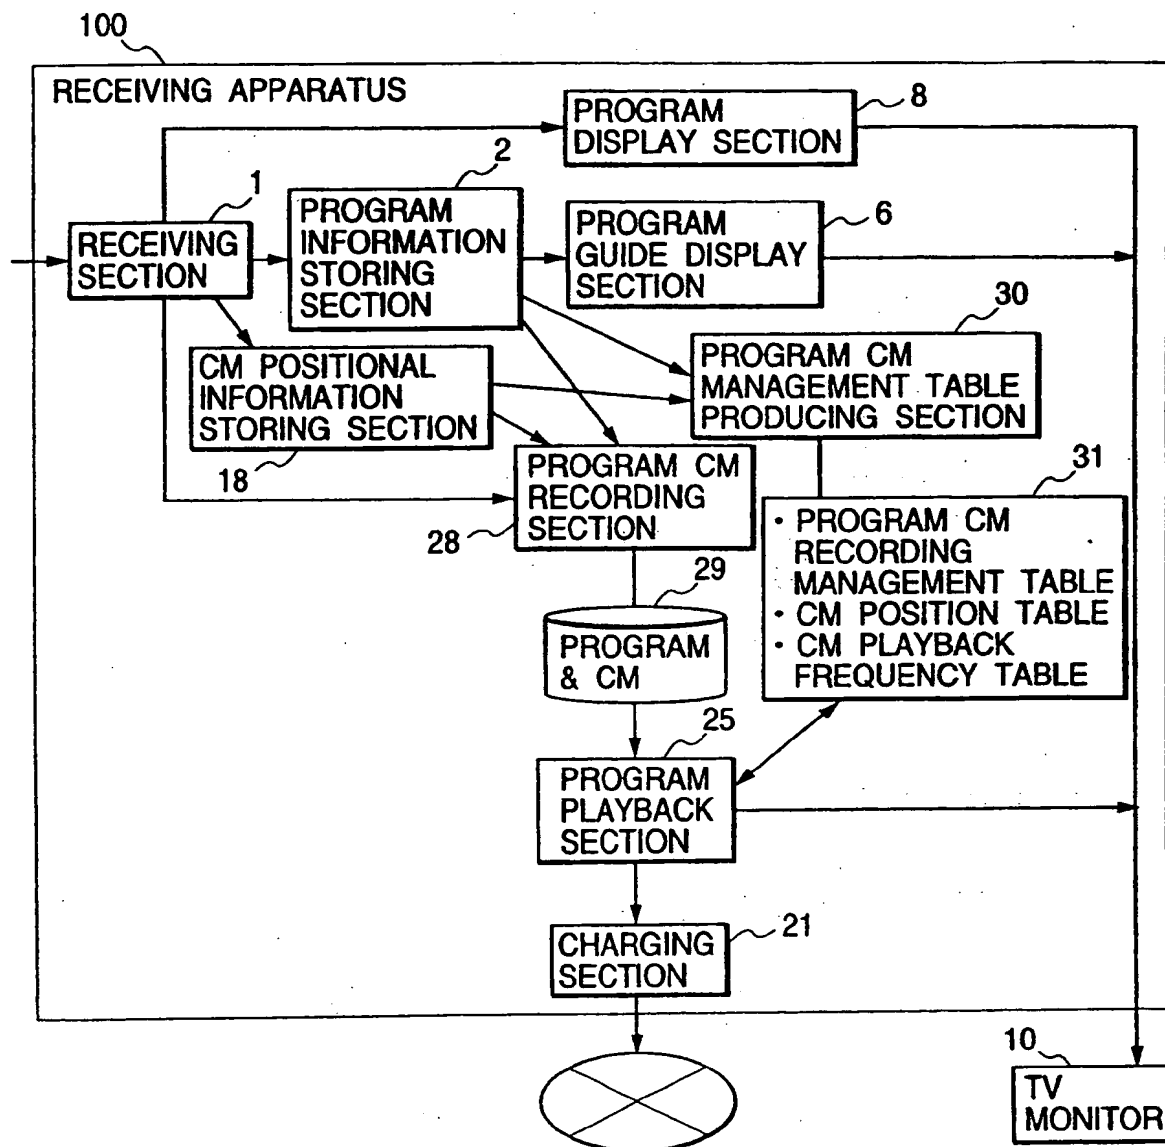 100
RECEIVING APPARATUS
8
PROGRAM
DISPLAY SECTION
2
1
PROGRAM
INFORMATION
STORING
SECTION
6
PROGRAM
GUIDE DISPLAY
SECTION
RECEIVING
SECTION
30
PROGRAM CM
MANAGEMENT TABLE
PRODUCING SECTION
CM POSITIONAL
INFORMATION
STORING SECTION
18
PROGRAM CM
RECORDING
SECTION
28
31
• PROGRAM CM
RECORDING
MANAGEMENT TABLE
• CM POSITION TABLE
• CM PLAYBACK
FREQUENCY TABLE
29
PROGRAM
& CM
25
PROGRAM
PLAYBACK
SECTION
21
CHARGING
SECTION
10
TV
MONITOR